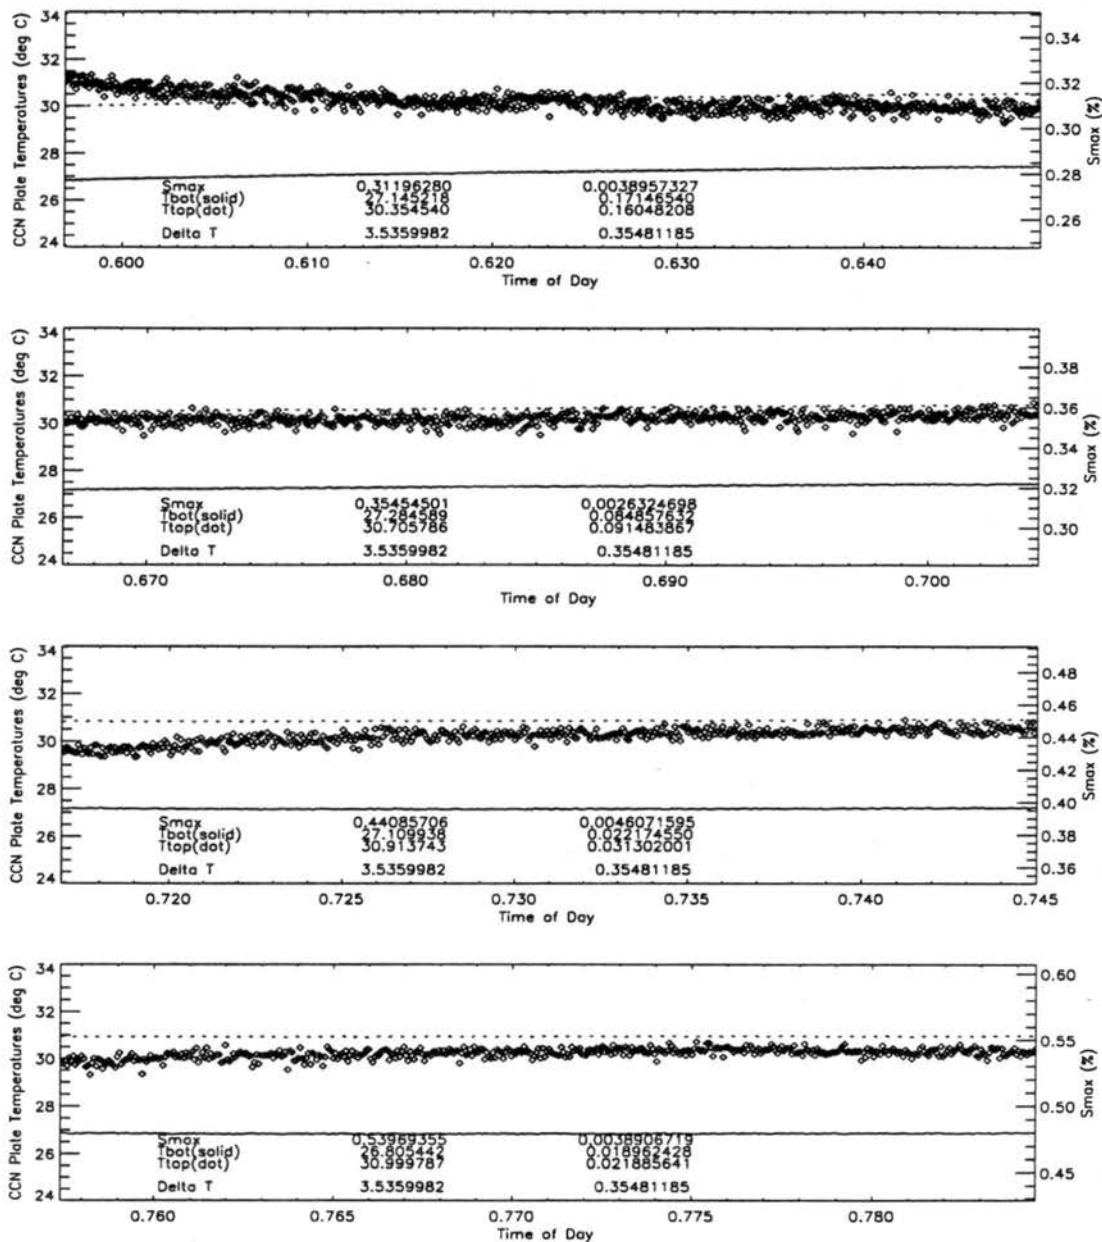 CCN Plate Temperatures (deg C)
34
32
30
28
26
24
Smax 0.31196280 0.0038957327
Tbot(solid) 27.145218 0.17146540
Ttop(dot) 30.354540 0.16048208
Delta T 3.5359982 0.35481185
0.34
0.32
0.30
0.28
0.26
Smax (%)
0.600 0.610 0.620 0.630 0.640
Time of Day
CCN Plate Temperatures (deg C)
34
32
30
28
26
24
Smax 0.35454501 0.0026324698
Tbot(solid) 27.284589 0.084857632
Ttop(dot) 30.705786 0.091483867
Delta T 3.5359982 0.35481185
0.38
0.36
0.34
0.32
0.30
Smax (%)
0.670 0.680 0.690 0.700
Time of Day
CCN Plate Temperatures (deg C)
34
32
30
28
26
24
Smax 0.44085706 0.0046071595
Tbot(solid) 27.109938 0.022174550
Ttop(dot) 30.913743 0.031302001
Delta T 3.5359982 0.35481185
0.48
0.46
0.44
0.42
0.40
0.38
0.36
Smax (%)
0.720 0.725 0.730 0.735 0.740 0.745
Time of Day
CCN Plate Temperatures (deg C)
34
32
30
28
26
24
Smax 0.53969355 0.0038906719
Tbot(solid) 26.805442 0.018962428
Ttop(dot) 30.999787 0.021885641
Delta T 3.5359982 0.35481185
0.60
0.55
0.50
0.45
Smax (%)
0.760 0.765 0.770 0.775 0.780
Time of Day